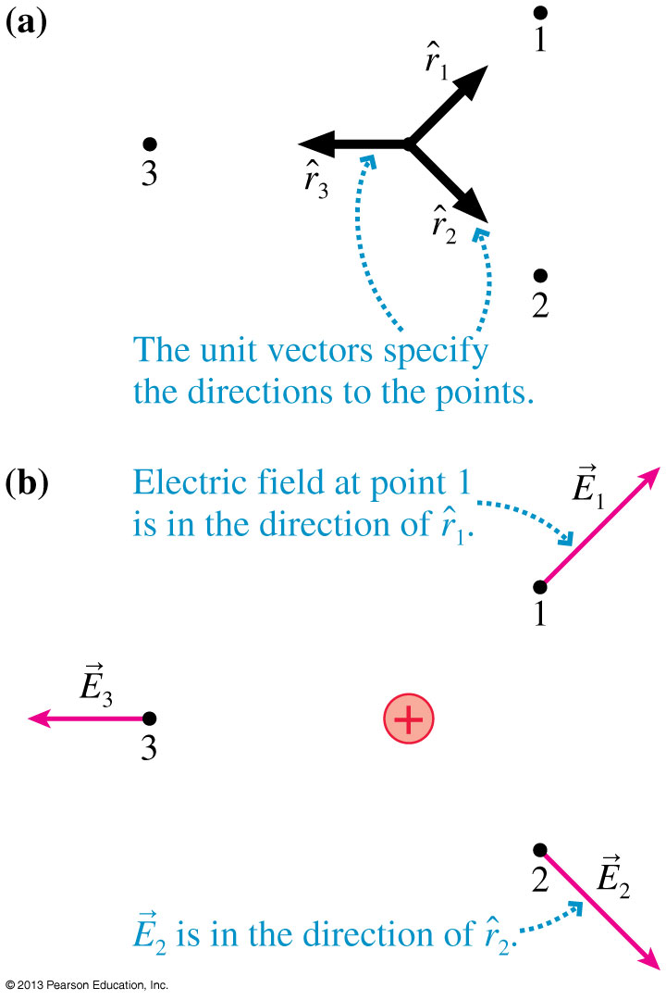 (a)
1
r̂1
3
r̂3
r̂2
2
The unit vectors specify
the directions to the points.
(b)
Electric field at point 1
is in the direction of r̂1.
E⃗1
1
E⃗3
3
+
2
E⃗2
E⃗2 is in the direction of r̂2.
© 2013 Pearson Education, Inc.